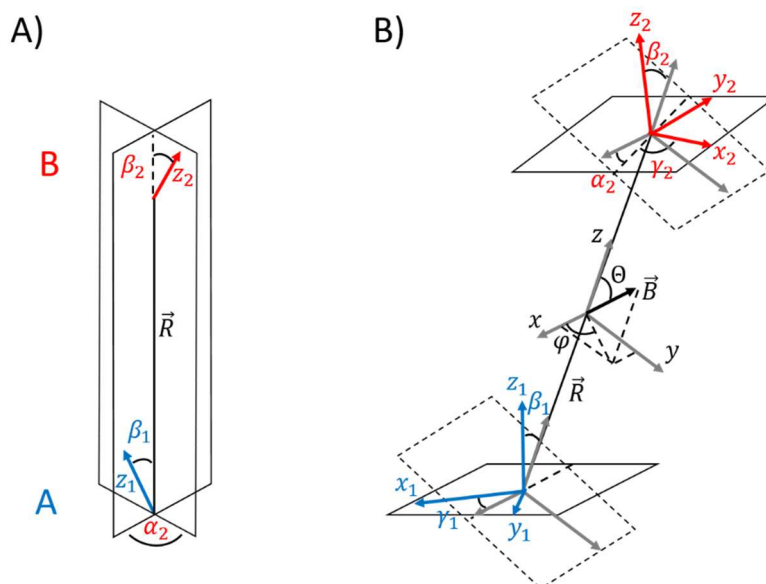 A)
B
β₂
z₂
R⃗
β₁
z₁
A
α₂
B)
z₂
β₂
y₂
x₂
α₂
γ₂
z
Θ
B⃗
x
φ
y
z₁
β₁
R⃗
x₁
γ₁
y₁